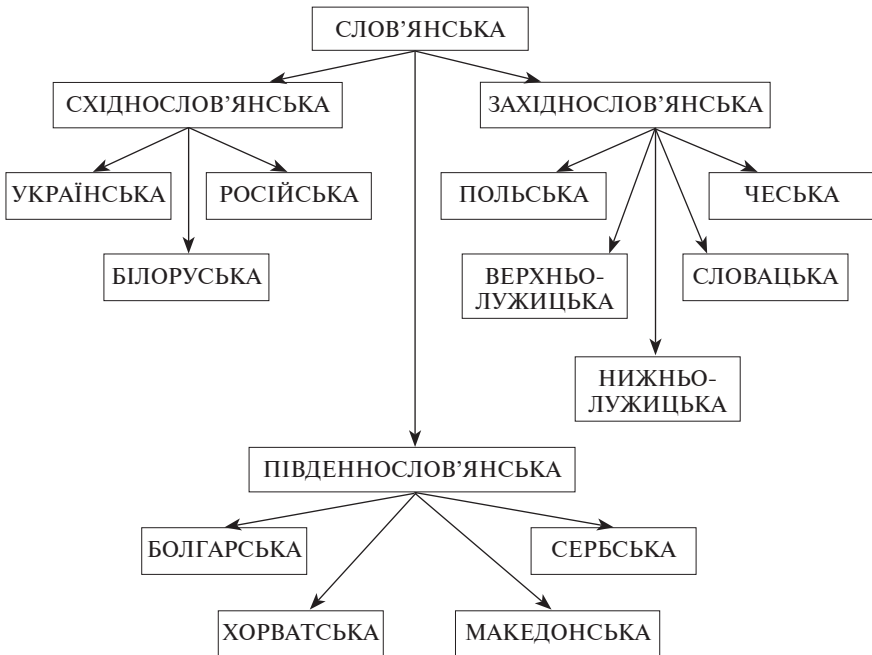 СЛОВ’ЯНСЬКА
СХІДНОСЛОВ’ЯНСЬКА
ЗАХІДНОСЛОВ’ЯНСЬКА
УКРАЇНСЬКА
РОСІЙСЬКА
ПОЛЬСЬКА
ЧЕСЬКА
БІЛОРУСЬКА
ВЕРХНЬО-
ЛУЖИЦЬКА
СЛОВАЦЬКА
НИЖНЬО-
ЛУЖИЦЬКА
ПІВДЕННОСЛОВ’ЯНСЬКА
БОЛГАРСЬКА
СЕРБСЬКА
ХОРВАТСЬКА
МАКЕДОНСЬКА